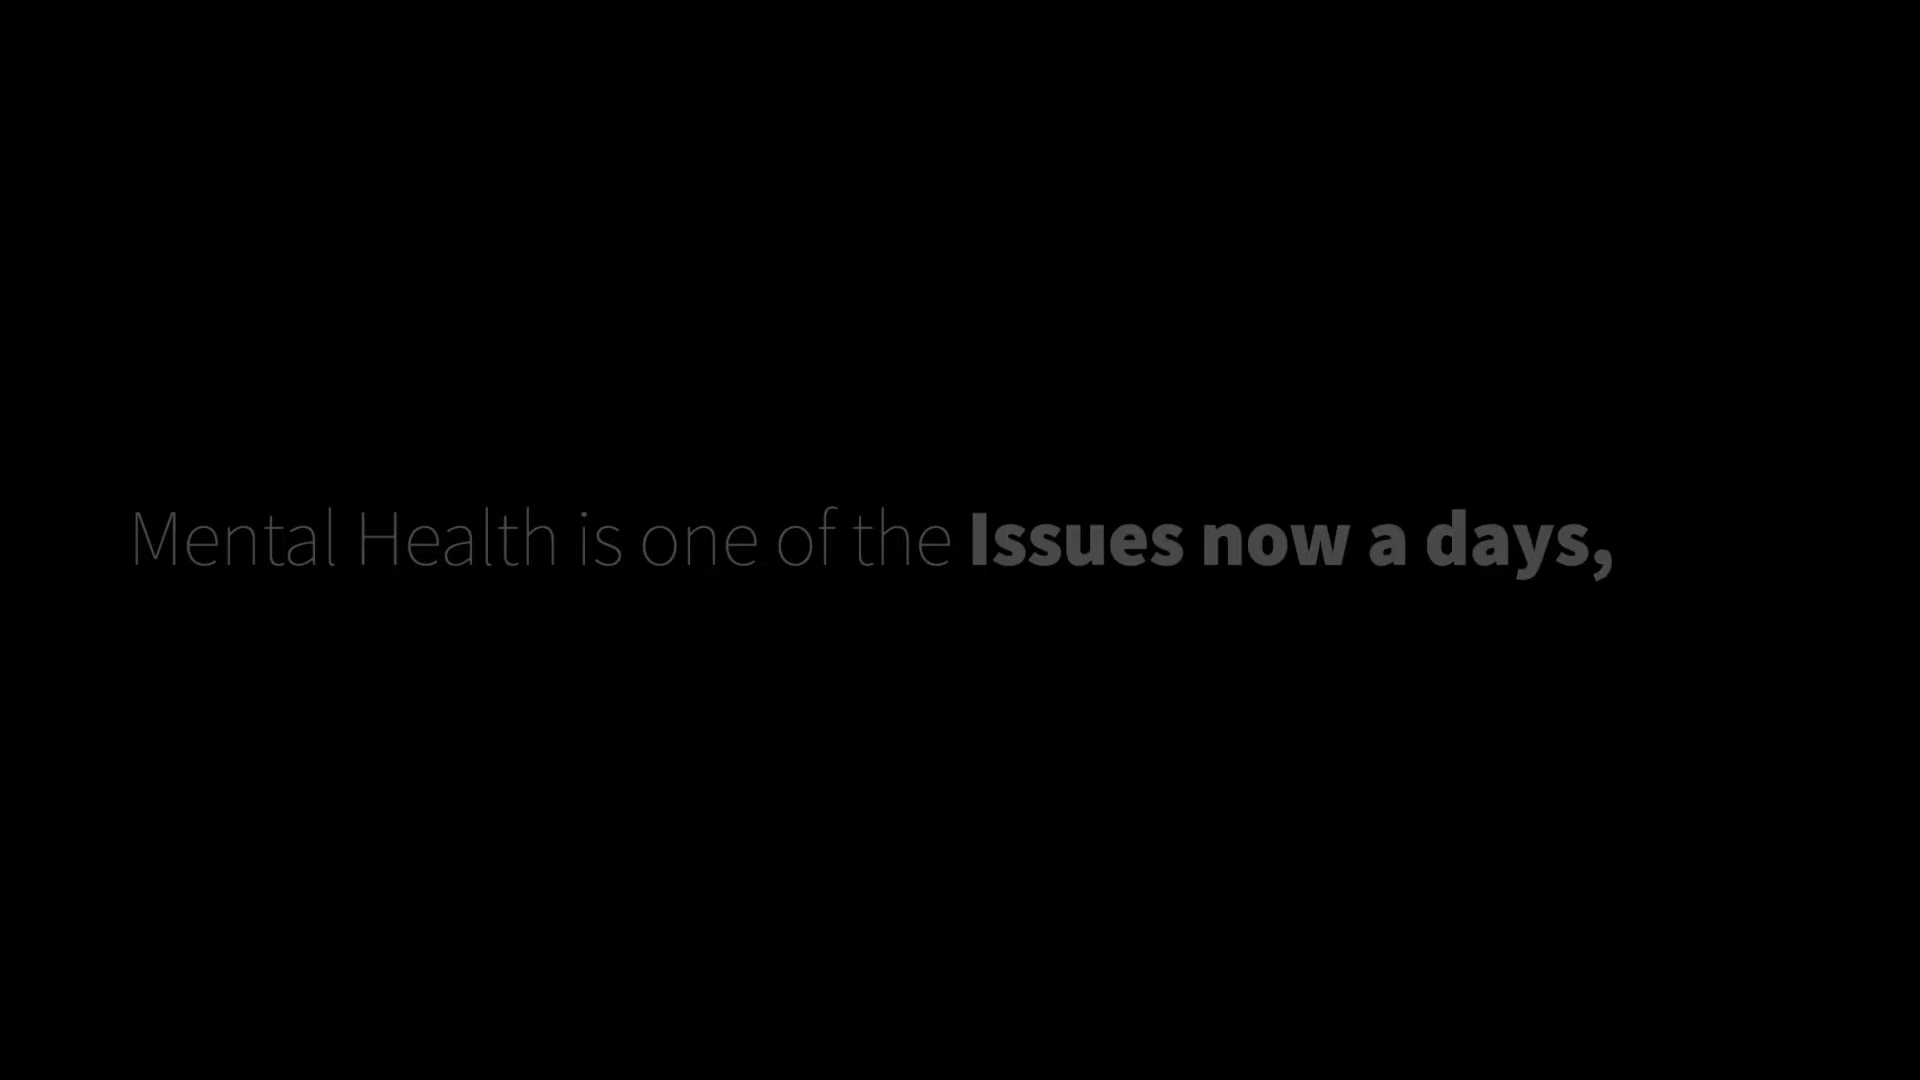 Mental Health is one of the Issues now a days,